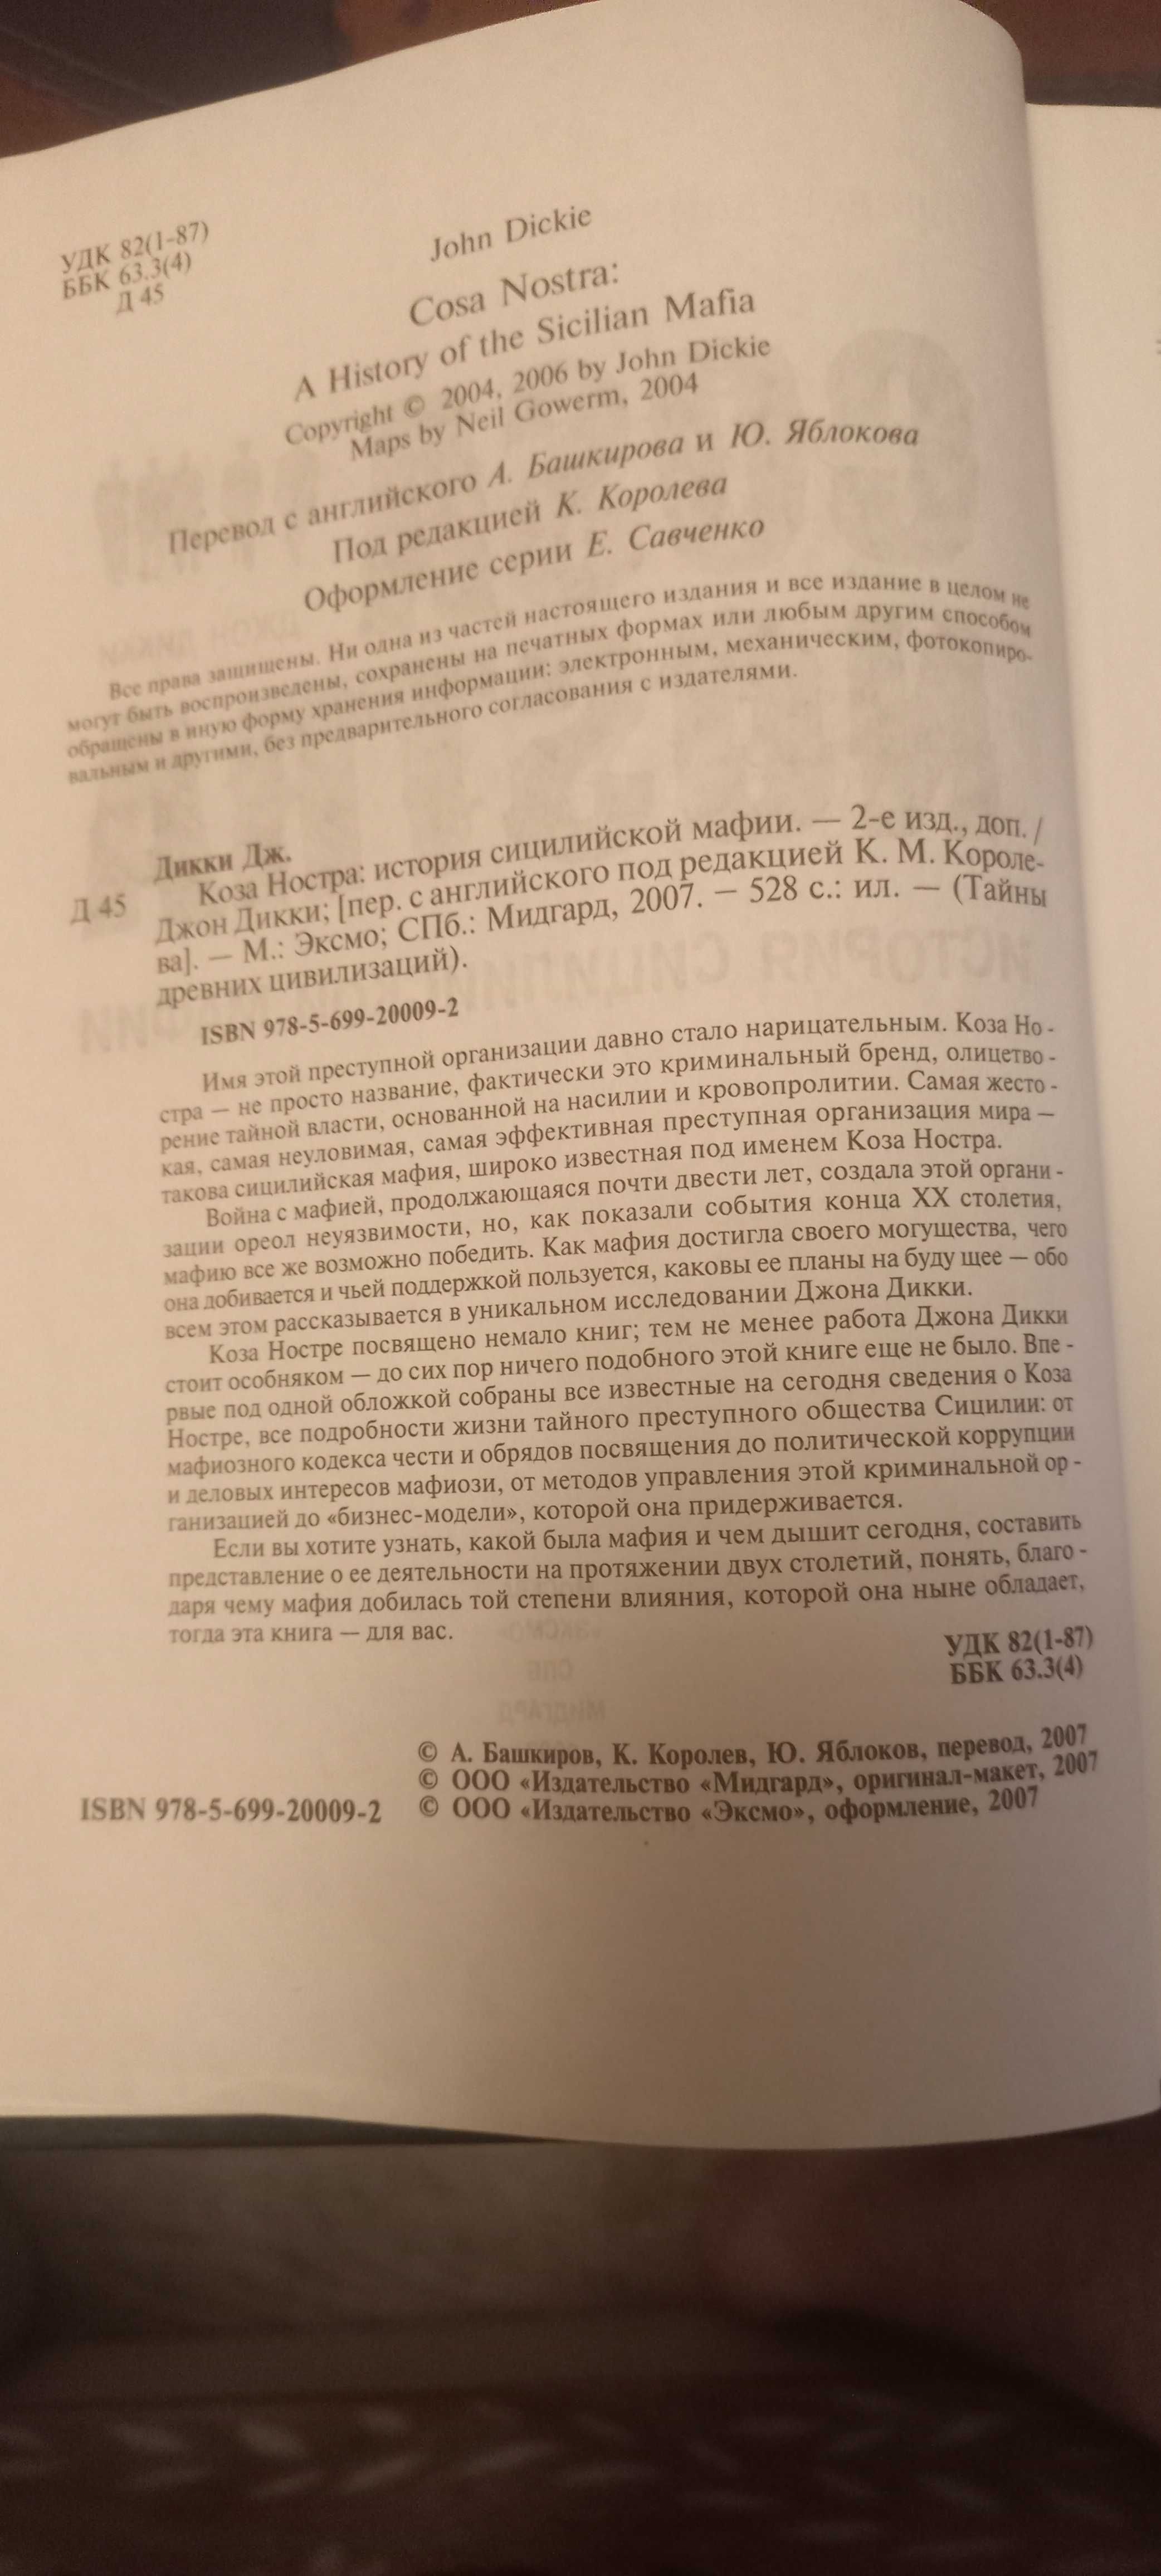 УДК 82(1-87)
ББК 63.3(4)
Д 45
John Dickie
Cosa Nostra:
A History of the Sicilian Mafia
Copyright © 2004, 2006 by John Dickie
Maps by Neil Gowerm, 2004
Перевод с английского А. Башкирова и Ю. Яблокова
Под редакцией К. Королева
Оформление серии Е. Савченко
Все права защищены. Ни одна из частей настоящего издания и все издание в целом не
могут быть воспроизведены, сохранены на печатных формах или любым другим способом
обращены в иную форму хранения информации: электронным, механическим, фотокопиро-
вальным и другими, без предварительного согласования с издателями.
Дикки Дж.
Д 45
Коза Ностра: история сицилийской мафии. — 2-е изд., доп. /
Джон Дикки; [пер. с английского под редакцией К. М. Короле-
ва]. — М.: Эксмо; СПб.: Мидгард, 2007. — 528 с.: ил. — (Тайны
древних цивилизаций).
ISBN 978-5-699-20009-2
Имя этой преступной организации давно стало нарицательным. Коза Но -
стра — не просто название, фактически это криминальный бренд, олицетво -
рение тайной власти, основанной на насилии и кровопролитии. Самая жесто -
кая, самая неуловимая, самая эффективная преступная организация мира —
такова сицилийская мафия, широко известная под именем Коза Ностра.
Война с мафией, продолжающаяся почти двести лет, создала этой органи -
зации ореол неуязвимости, но, как показали события конца XX столетия,
мафию все же возможно победить. Как мафия достигла своего могущества, чего
она добивается и чьей поддержкой пользуется, каковы ее планы на буду щее — обо
всем этом рассказывается в уникальном исследовании Джона Дикки.
Коза Ностре посвящено немало книг; тем не менее работа Джона Дикки
стоит особняком — до сих пор ничего подобного этой книге еще не было. Впе -
рвые под одной обложкой собраны все известные на сегодня сведения о Коза
Ностре, все подробности жизни тайного преступного общества Сицилии: от
мафиозного кодекса чести и обрядов посвящения до политической коррупции
и деловых интересов мафиози, от методов управления этой криминальной ор -
ганизацией до «бизнес-модели», которой она придерживается.
Если вы хотите узнать, какой была мафия и чем дышит сегодня, составить
представление о ее деятельности на протяжении двух столетий, понять, благо -
даря чему мафия добилась той степени влияния, которой она ныне обладает,
тогда эта книга — для вас.
УДК 82(1-87)
ББК 63.3(4)
© А. Башкиров, К. Королев, Ю. Яблоков, перевод, 2007
© ООО «Издательство «Мидгард», оригинал-макет, 2007
ISBN 978-5-699-20009-2 © ООО «Издательство «Эксмо», оформление, 2007